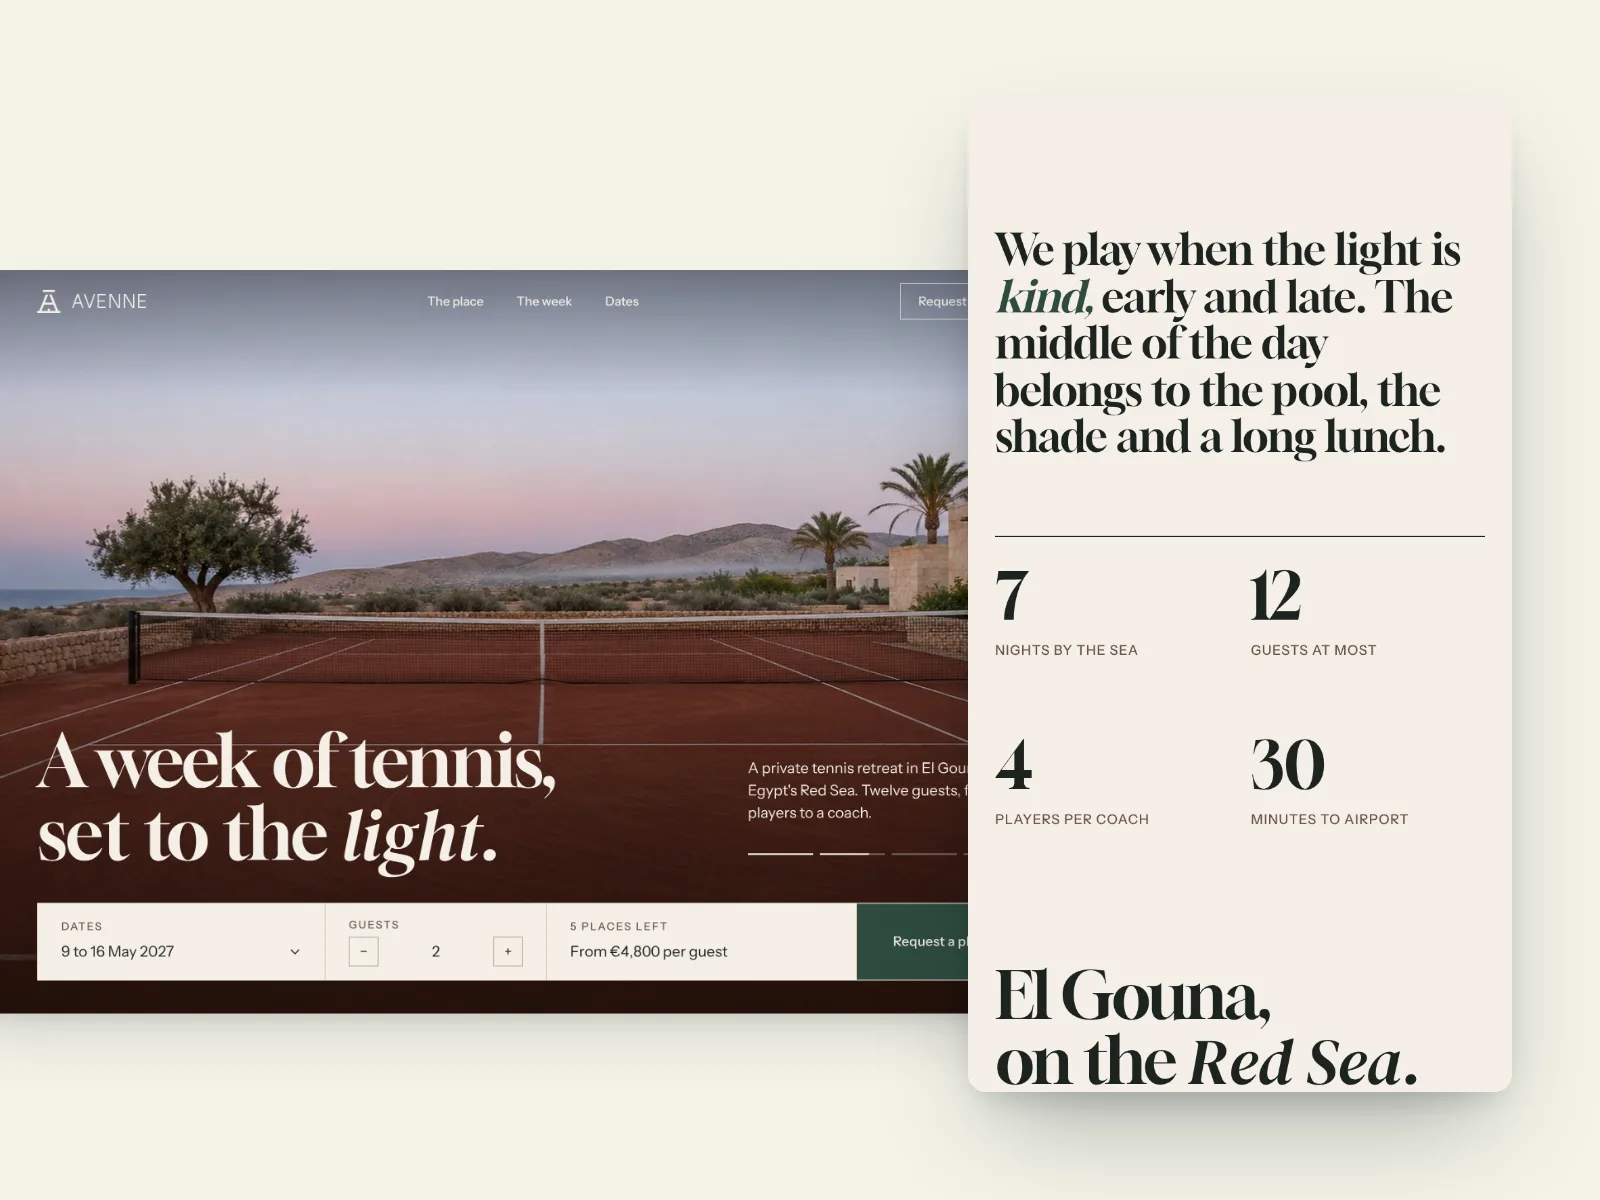 AVENNE
The place
The week
Dates
Request
A week of tennis,
set to the light.
A private tennis retreat in El Gou
Egypt's Red Sea. Twelve guests,
players to a coach.
DATES
9 to 16 May 2027
GUESTS
− 2 +
5 PLACES LEFT
From €4,800 per guest
Request a pl
We play when the light is
kind, early and late. The
middle of the day
belongs to the pool, the
shade and a long lunch.
7
NIGHTS BY THE SEA
12
GUESTS AT MOST
4
PLAYERS PER COACH
30
MINUTES TO AIRPORT
El Gouna,
on the Red Sea.